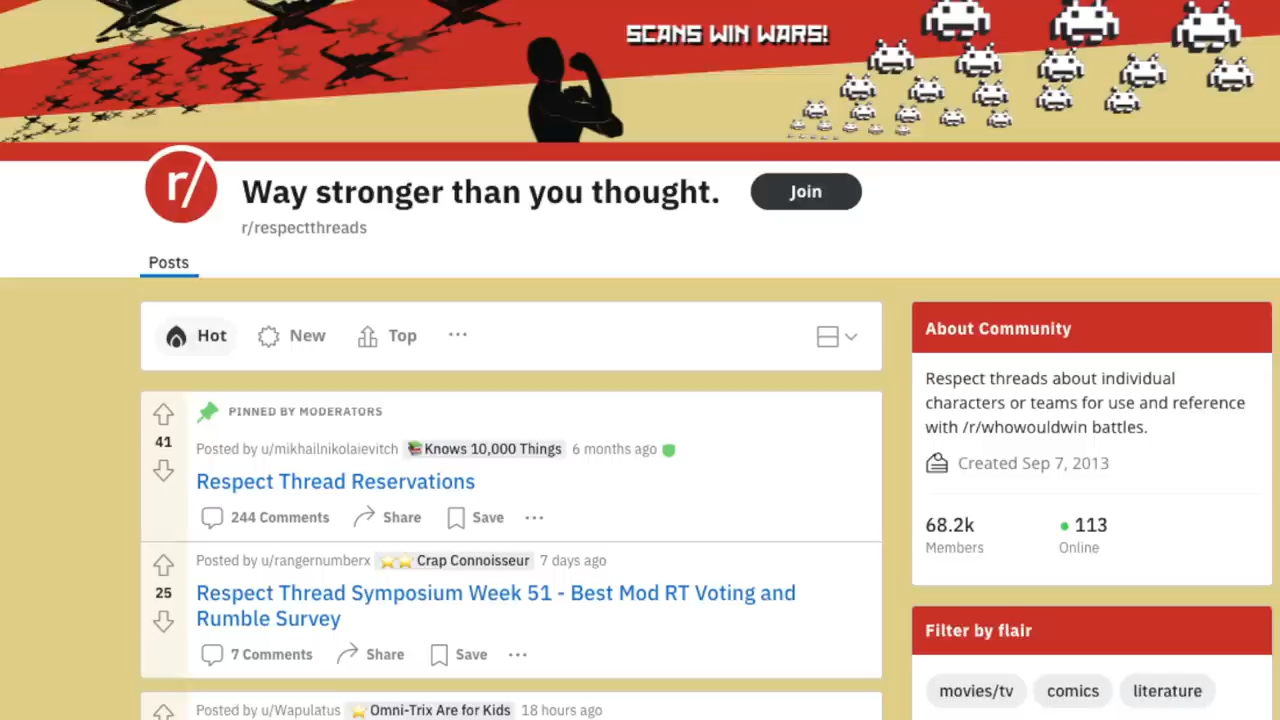 SCANS WIN WARS!
r/
Way stronger than you thought.
Join
r/respectthreads
Posts
Hot
New
Top
PINNED BY MODERATORS
41
Posted by u/mikhailnikolaievitch Knows 10,000 Things 6 months ago
Respect Thread Reservations
244 Comments Share Save
Posted by u/rangernumberx Crap Connoisseur 7 days ago
25
Respect Thread Symposium Week 51 - Best Mod RT Voting and
Rumble Survey
7 Comments Share Save
Posted by u/Wapulatus Omni-Trix Are for Kids 18 hours ago
About Community
Respect threads about individual
characters or teams for use and reference
with /r/whowouldwin battles.
Created Sep 7, 2013
68.2k 113
Members Online
Filter by flair
movies/tv comics literature